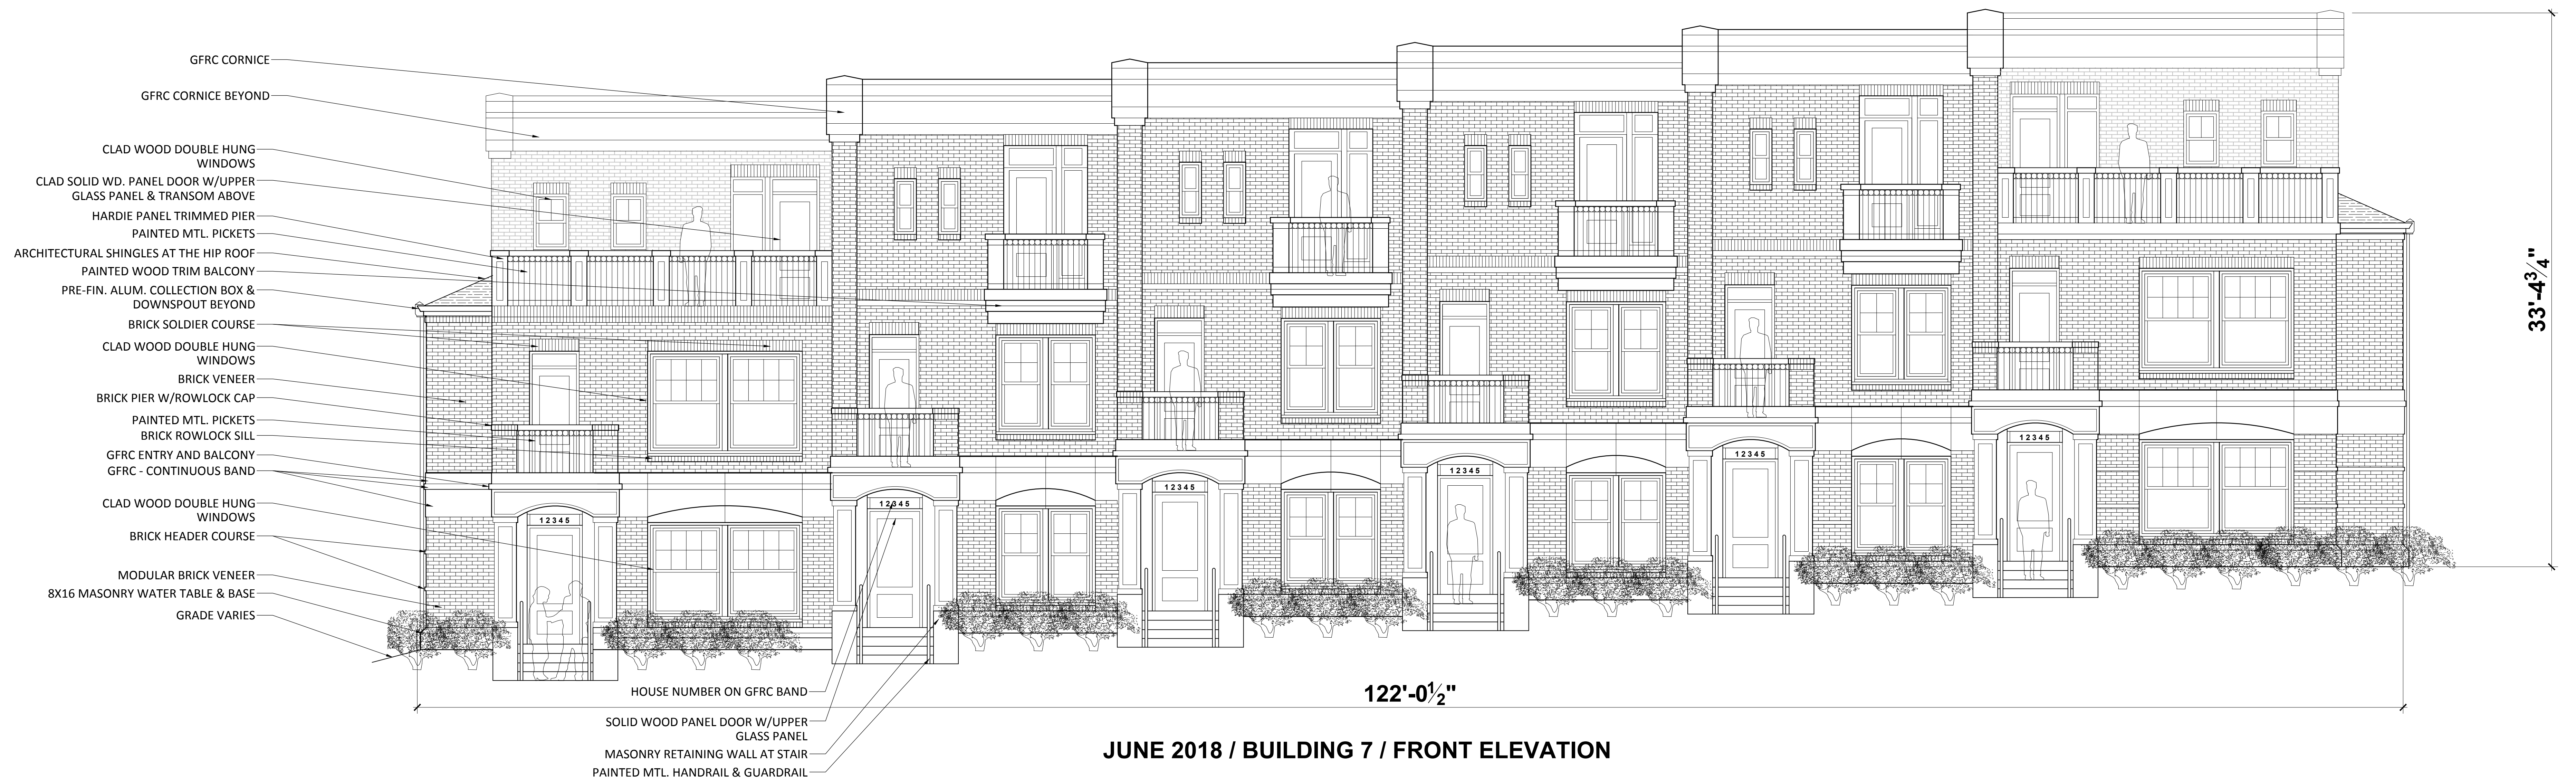 GFRC CORNICE
GFRC CORNICE BEYOND
CLAD WOOD DOUBLE HUNG
WINDOWS
CLAD SOLID WD. PANEL DOOR W/UPPER
GLASS PANEL & TRANSOM ABOVE
HARDIE PANEL TRIMMED PIER
PAINTED MTL. PICKETS
ARCHITECTURAL SHINGLES AT THE HIP ROOF
PAINTED WOOD TRIM BALCONY
PRE-FIN. ALUM. COLLECTION BOX &
DOWNSPOUT BEYOND
BRICK SOLDIER COURSE
CLAD WOOD DOUBLE HUNG
WINDOWS
BRICK VENEER
BRICK PIER W/ROWLOCK CAP
PAINTED MTL. PICKETS
BRICK ROWLOCK SILL
GFRC ENTRY AND BALCONY
GFRC - CONTINUOUS BAND
CLAD WOOD DOUBLE HUNG
WINDOWS
BRICK HEADER COURSE
MODULAR BRICK VENEER
8X16 MASONRY WATER TABLE & BASE
GRADE VARIES
12345
12345
12345
12345
12345
12345
33'-4¾"
HOUSE NUMBER ON GFRC BAND
SOLID WOOD PANEL DOOR W/UPPER
GLASS PANEL
MASONRY RETAINING WALL AT STAIR
PAINTED MTL. HANDRAIL & GUARDRAIL
122'-0½"
JUNE 2018 / BUILDING 7 / FRONT ELEVATION